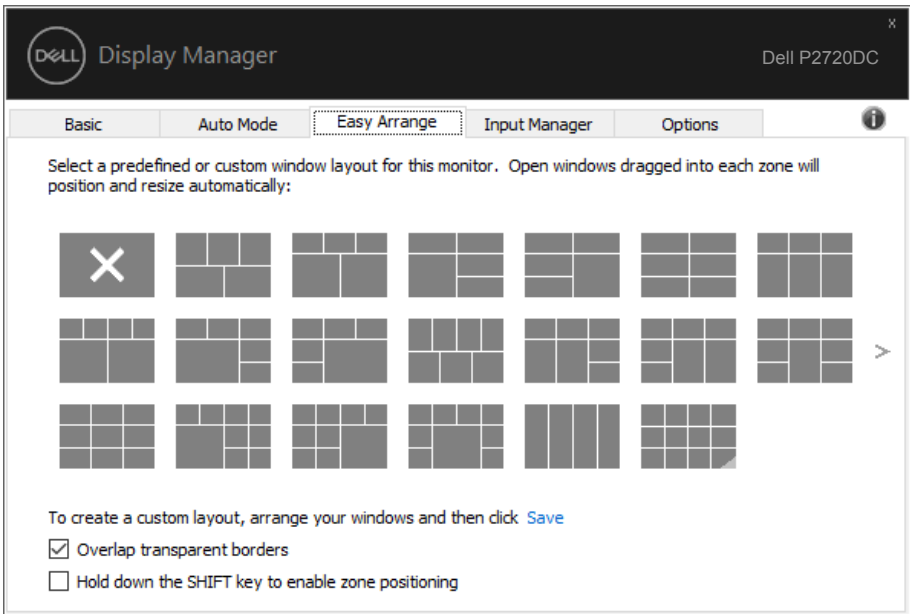 x
DELL
Display Manager
Dell P2720DC
Basic
Auto Mode
Easy Arrange
Input Manager
Options
Select a predefined or custom window layout for this monitor. Open windows dragged into each zone will
position and resize automatically:
>
To create a custom layout, arrange your windows and then click Save
Overlap transparent borders
Hold down the SHIFT key to enable zone positioning